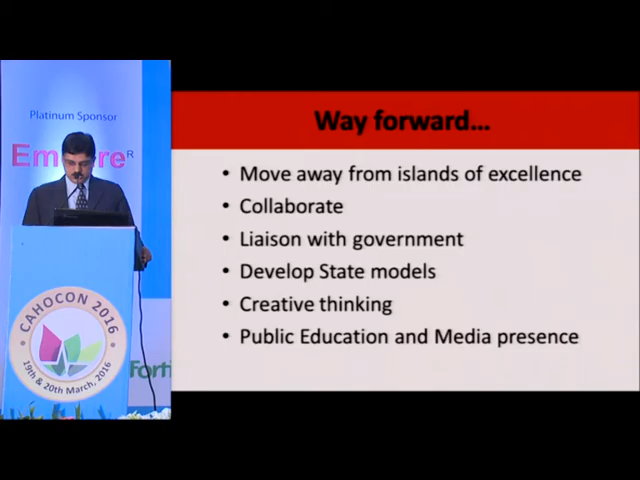 Platinum Sponsor
Way forward...
• Move away from islands of excellence
• Collaborate
• Liaison with government
• Develop State models
• Creative thinking
• Public Education and Media presence
CAHOCON 2016
19th & 20th March, 2016